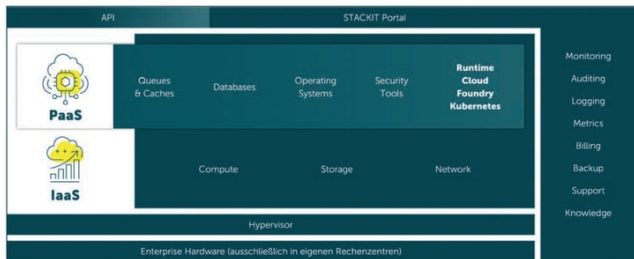 API
STACKIT Portal
PaaS
Queues
& Caches
Databases
Operating
Systems
Security
Tools
Runtime
Cloud
Foundry
Kubernetes
IaaS
Compute
Storage
Network
Hypervisor
Enterprise Hardware (ausschließlich in eigenen Rechenzentren)
Monitoring
Auditing
Logging
Metrics
Billing
Backup
Support
Knowledge